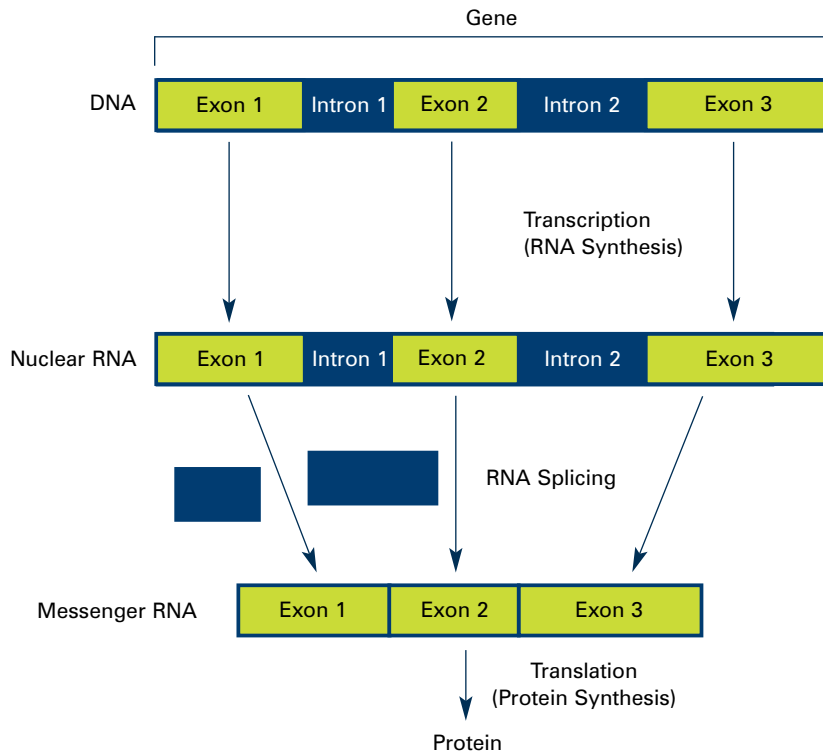 Gene
DNA
Exon 1 Intron 1 Exon 2 Intron 2 Exon 3
Transcription
(RNA Synthesis)
Nuclear RNA
Exon 1 Intron 1 Exon 2 Intron 2 Exon 3
RNA Splicing
Messenger RNA
Exon 1 Exon 2 Exon 3
Translation
(Protein Synthesis)
Protein